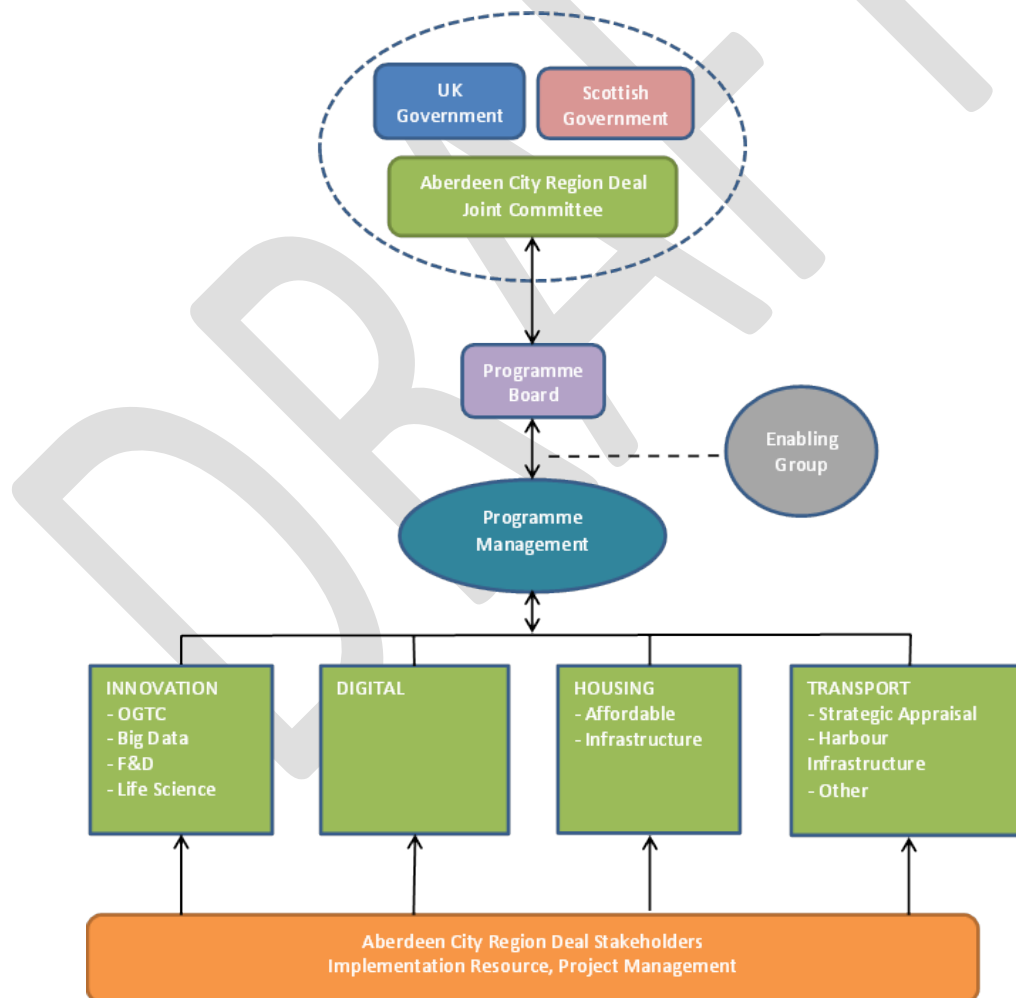 DRAFT
UK
Government
Scottish
Government
Aberdeen City Region Deal
Joint Committee
Programme
Board
Enabling
Group
Programme
Management
INNOVATION
- OGTC
- Big Data
- F&D
- Life Science
DIGITAL
HOUSING
- Affordable
- Infrastructure
TRANSPORT
- Strategic Appraisal
- Harbour
Infrastructure
- Other
Aberdeen City Region Deal Stakeholders
Implementation Resource, Project Management